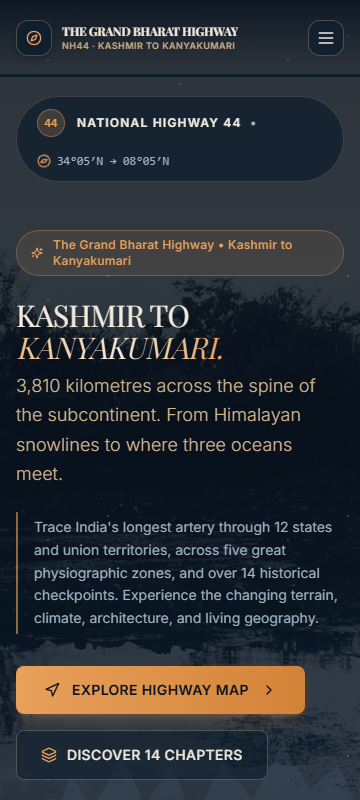 THE GRAND BHARAT HIGHWAY
NH44 · KASHMIR TO KANYAKUMARI
44 NATIONAL HIGHWAY 44 •
34°05′N → 08°05′N
The Grand Bharat Highway • Kashmir to
Kanyakumari
KASHMIR TO
KANYAKUMARI.
3,810 kilometres across the spine of
the subcontinent. From Himalayan
snowlines to where three oceans
meet.
Trace India's longest artery through 12 states
and union territories, across five great
physiographic zones, and over 14 historical
checkpoints. Experience the changing terrain,
climate, architecture, and living geography.
EXPLORE HIGHWAY MAP
DISCOVER 14 CHAPTERS